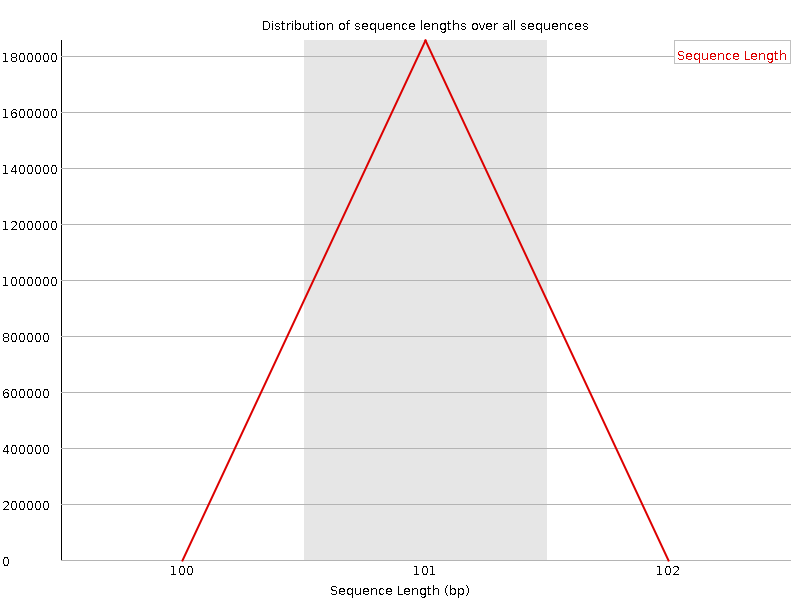 Distribution of sequence lengths over all sequences
Sequence Length
1800000
1600000
1400000
1200000
1000000
800000
600000
400000
200000
0
100 101 102
Sequence Length (bp)